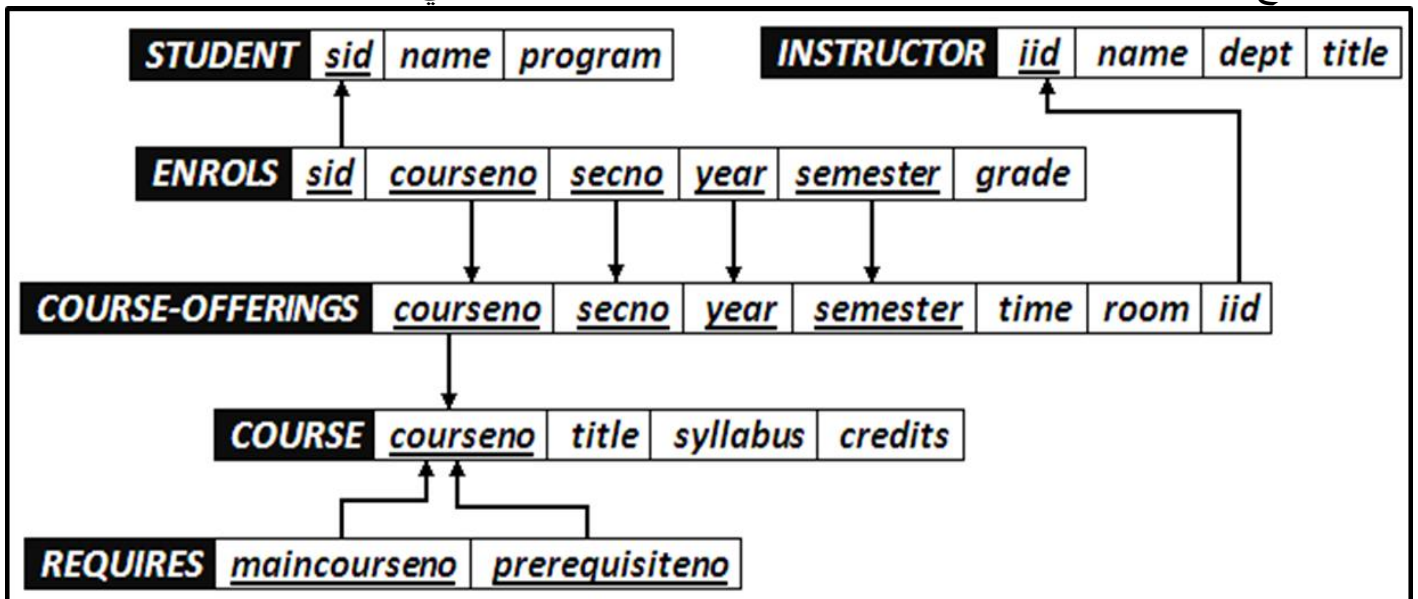 STUDENT sid name program
INSTRUCTOR iid name dept title
ENROLS sid courseno secno year semester grade
COURSE-OFFERINGS courseno secno year semester time room iid
COURSE courseno title syllabus credits
REQUIRES maincourseno prerequisiteno